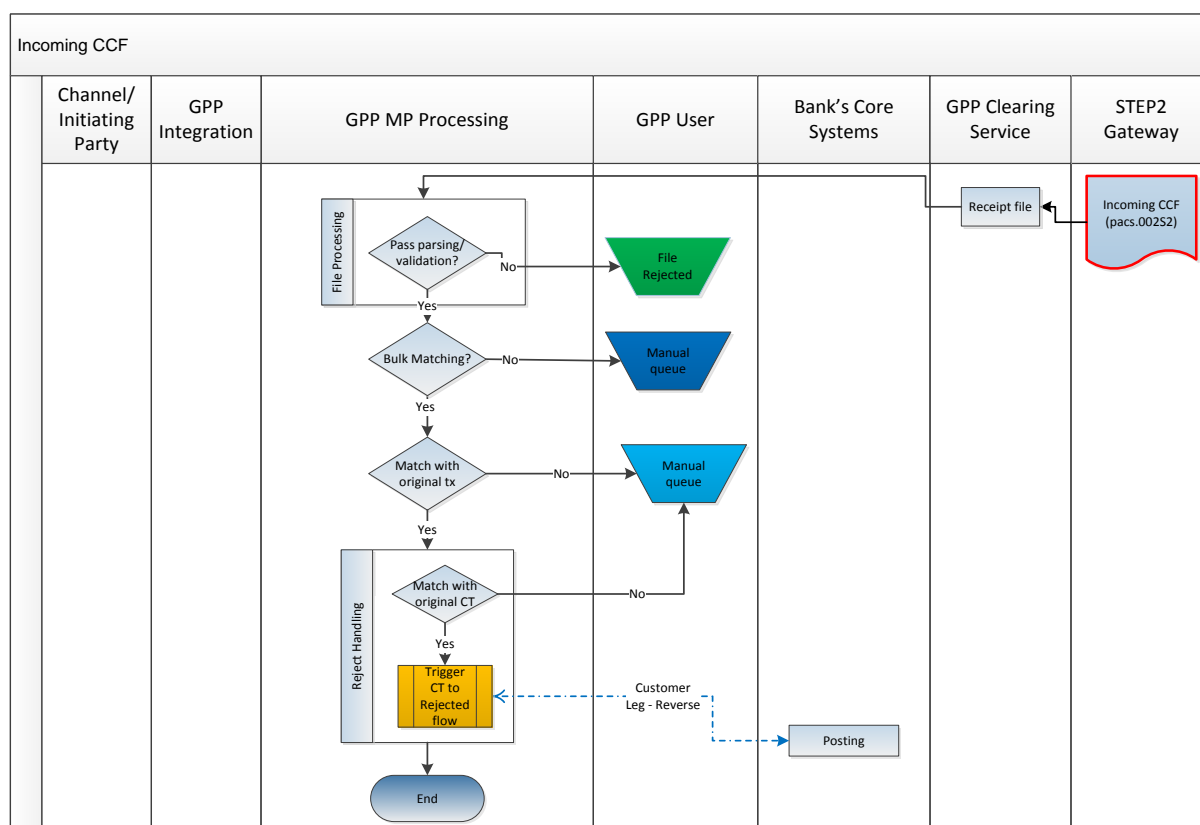 Incoming CCF
Channel/
Initiating
Party
GPP
Integration
GPP MP Processing
GPP User
Bank's Core
Systems
GPP Clearing
Service
STEP2
Gateway
Receipt file
Incoming CCF
(pacs.002S2)
File Processing
Pass parsing/
validation?
No
File
Rejected
Yes
Bulk Matching?
No
Manual
queue
Yes
Match with
original tx
No
Manual
queue
Yes
Reject Handling
Match with
original CT
No
Yes
Trigger
CT to
Rejected
flow
Customer
Leg - Reverse
Posting
End